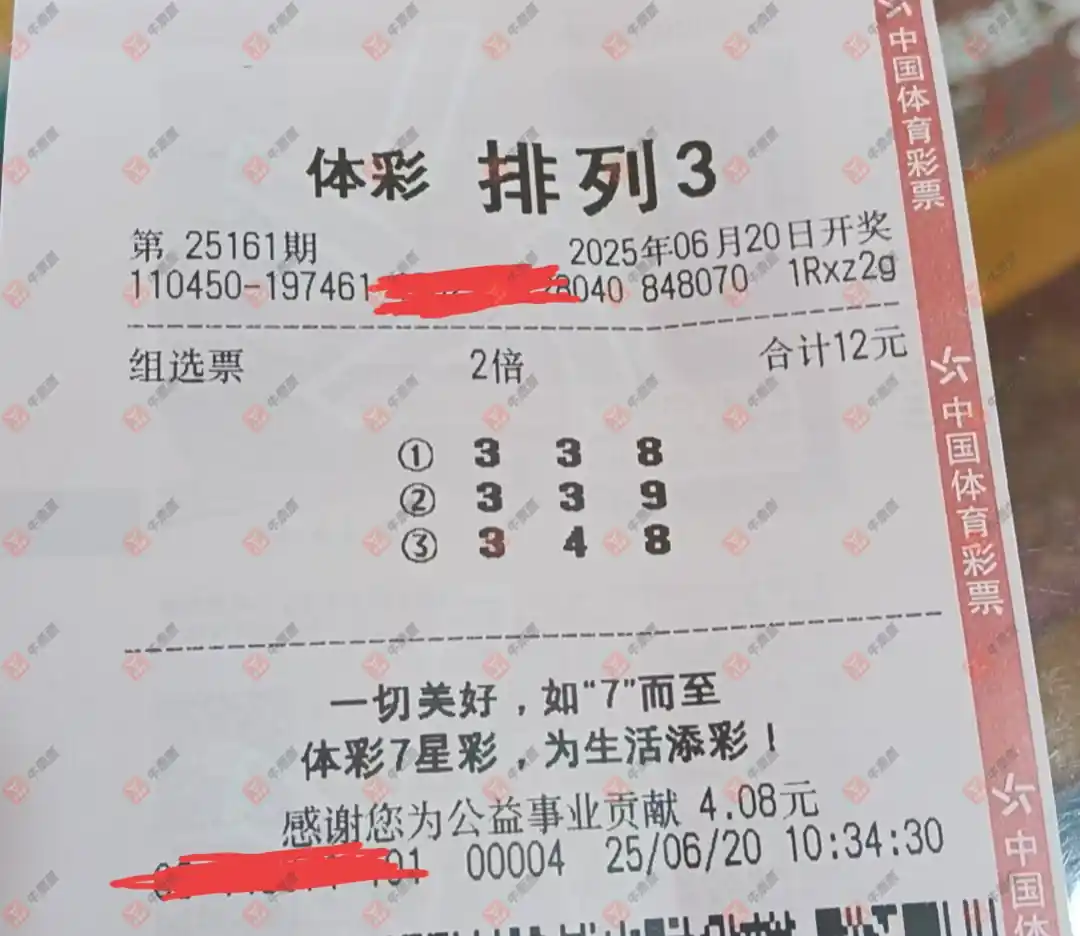 体彩 排列3
第 25161期 2025年06月20日开奖
110450-197461 8040 848070 1Rxz2g
组选票 2倍 合计12元
① 3 3 8
② 3 3 9
③ 3 4 8
一切美好，如“7”而至
体彩7星彩，为生活添彩！
感谢您为公益事业贡献 4.08元
01 00004 25/06/20 10:34:30
中国体育彩票
中国体育彩票
中国体